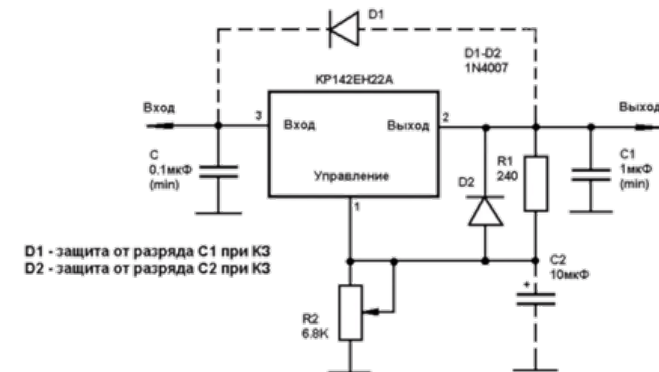 D1
D1-D2
1N4007
КР142ЕН22А
Вход
3
Вход
Выход
2
Выход
C
0.1мкФ
(min)
Управление
1
D2
R1
240
C1
1мкФ
(min)
D1 - защита от разряда C1 при КЗ
D2 - защита от разряда C2 при КЗ
R2
6.8K
C2
10мкФ
+